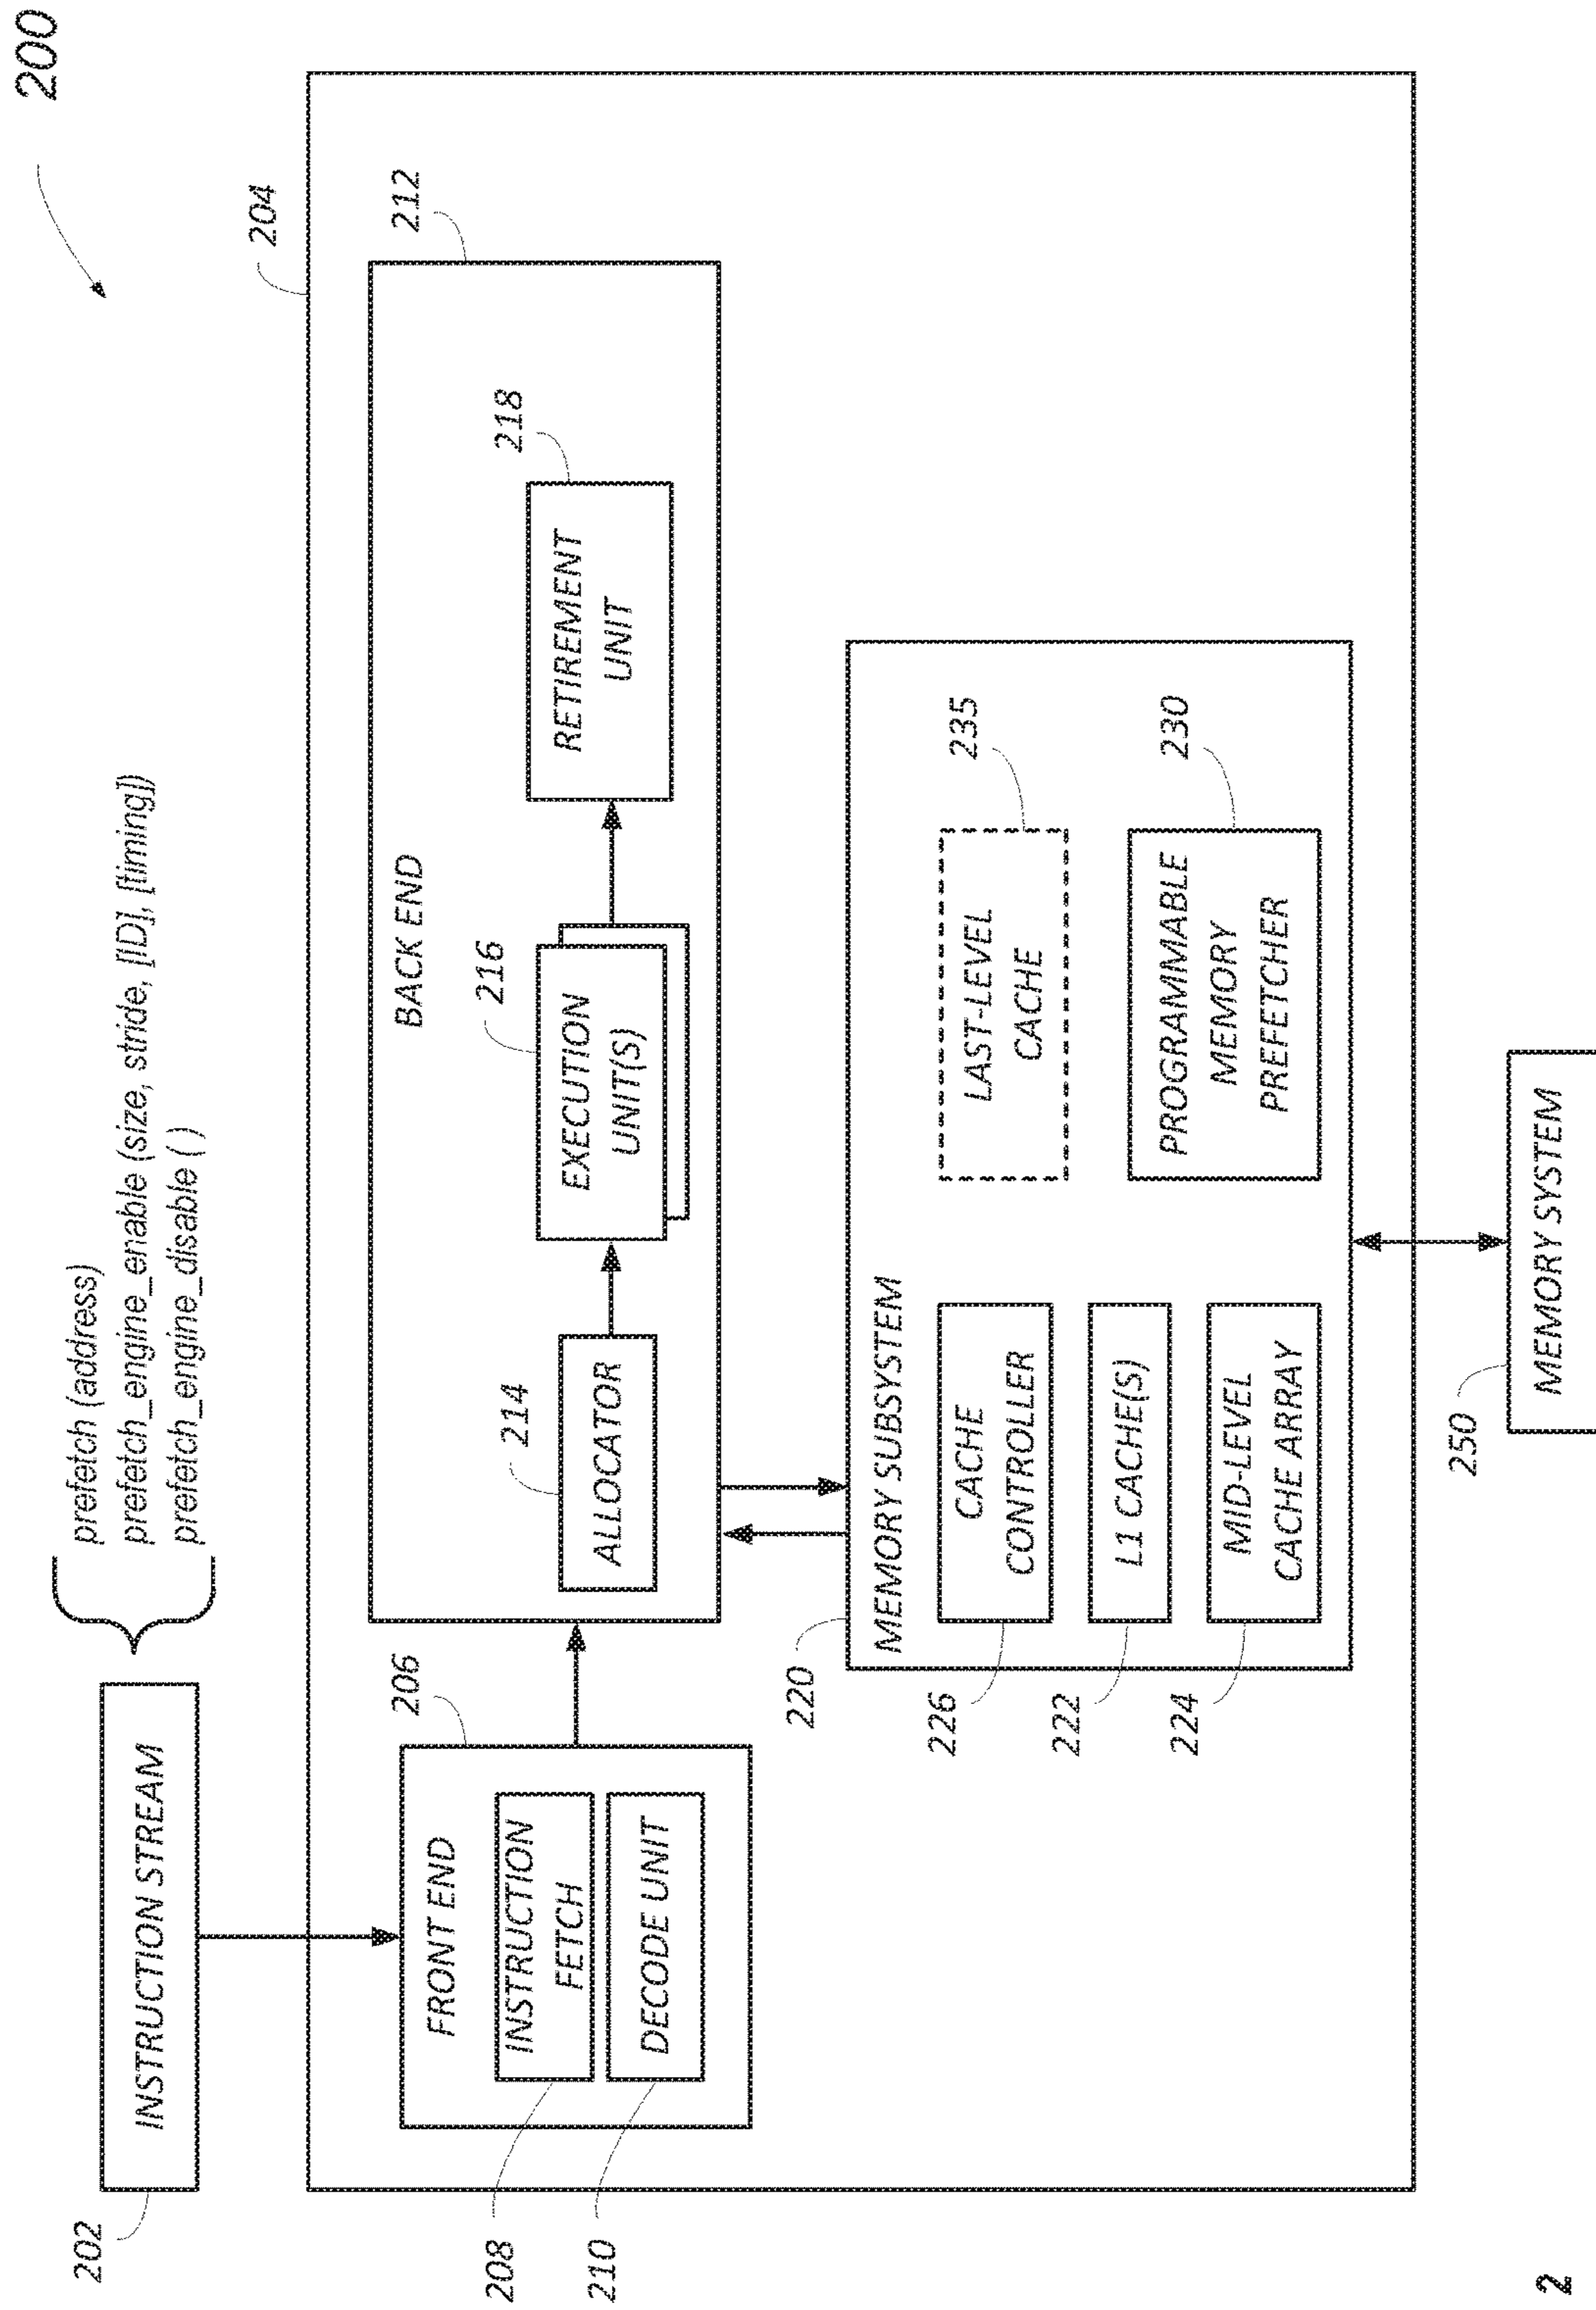 200
prefetch (address)
prefetch_engine_enable (size, stride, [ID], [timing])
prefetch_engine_disable ( )
202
INSTRUCTION STREAM
204
206
FRONT END
208
INSTRUCTION
FETCH
210
DECODE UNIT
212
BACK END
214
ALLOCATOR
216
EXECUTION
UNIT(S)
218
RETIREMENT
UNIT
220
MEMORY SUBSYSTEM
226
CACHE
CONTROLLER
222
L1 CACHE(S)
224
MID-LEVEL
CACHE ARRAY
235
LAST-LEVEL
CACHE
230
PROGRAMMABLE
MEMORY
PREFETCHER
250
MEMORY SYSTEM
2